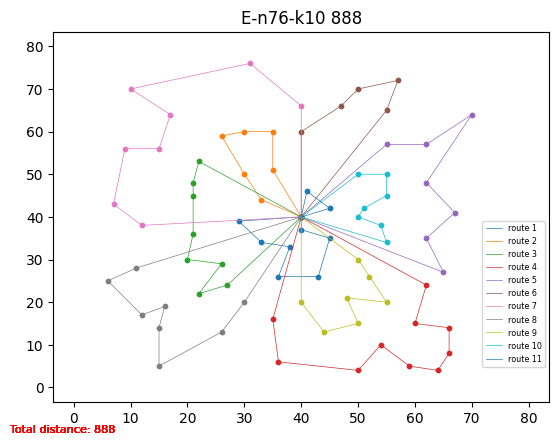 E-n76-k10 888
80
70
60
50
40
30
20
10
0
0 10 20 30 40 50 60 70 80
route 1
route 2
route 3
route 4
route 5
route 6
route 7
route 8
route 9
route 10
route 11
Total distance: 888